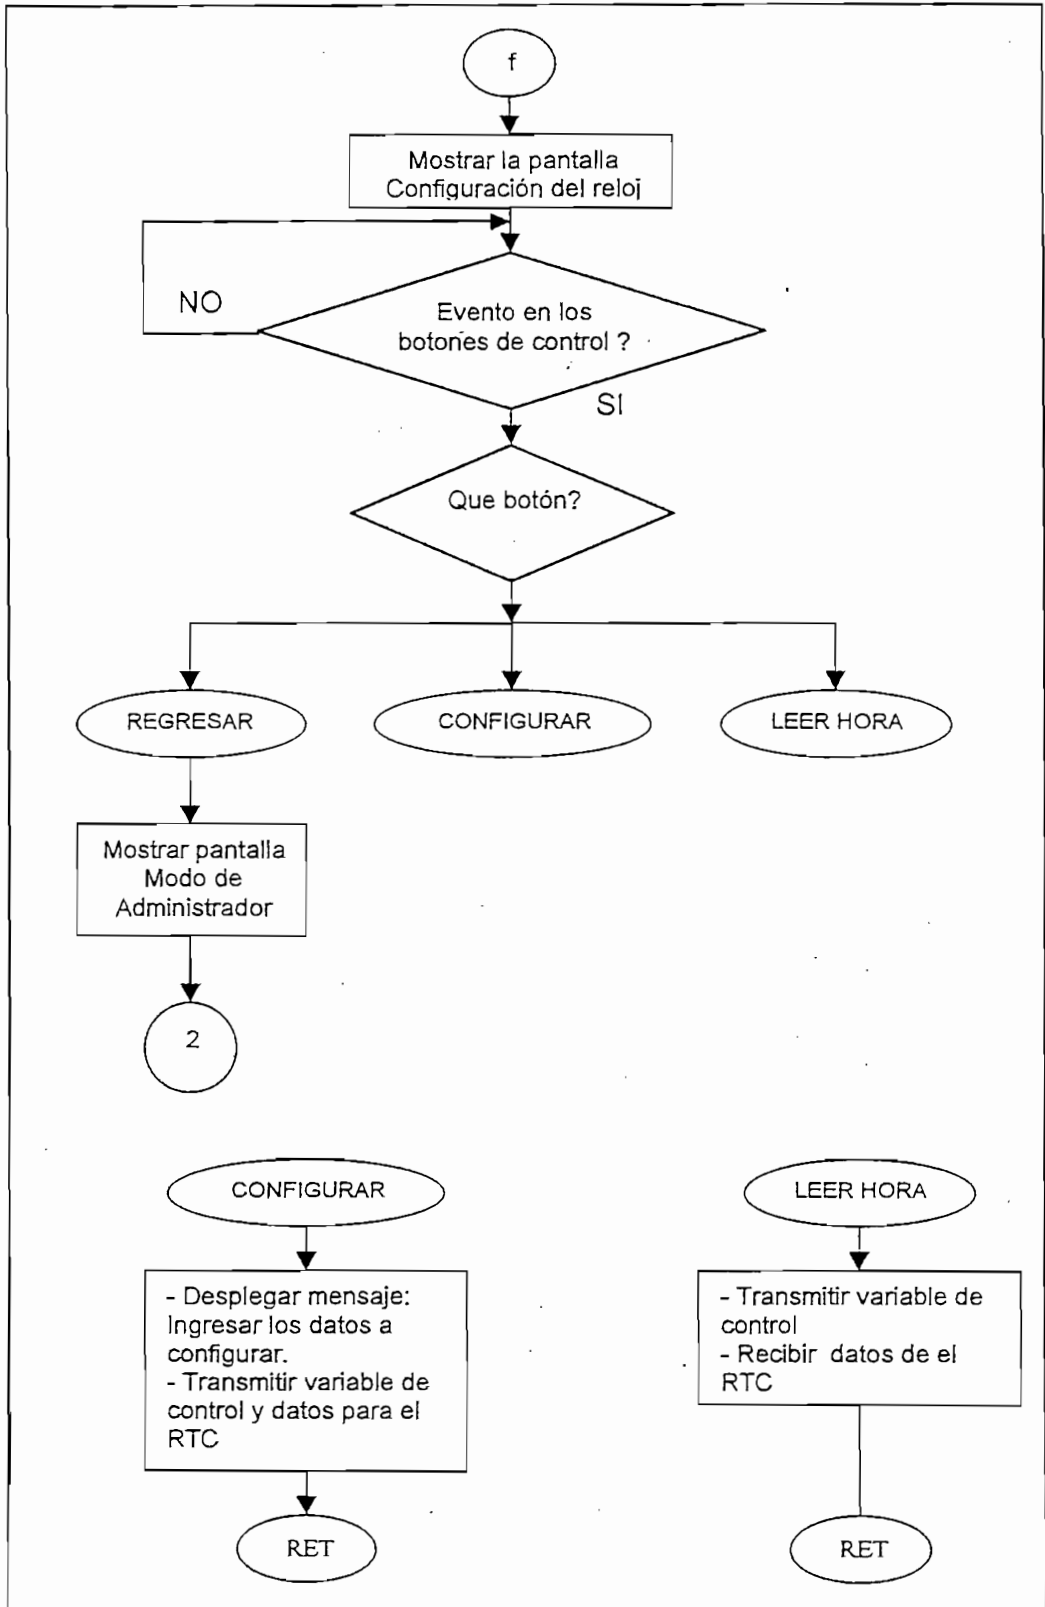 f
Mostrar la pantalla
Configuración del reloj
NO
Evento en los
botones de control ?
SI
Que botón?
REGRESAR
CONFIGURAR
LEER HORA
Mostrar pantalla
Modo de
Administrador
2
CONFIGURAR
LEER HORA
- Desplegar mensaje:
Ingresar los datos a
configurar.
- Transmitir variable de
control y datos para el
RTC
- Transmitir variable de
control
- Recibir datos de el
RTC
RET
RET